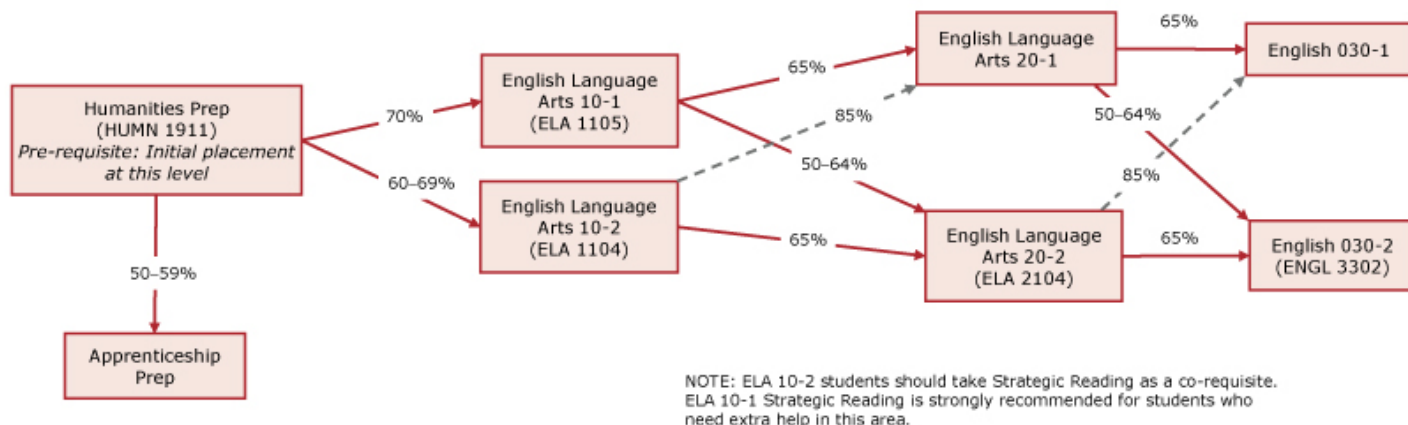 Humanities Prep
(HUMN 1911)
Pre-requisite: Initial placement
at this level
50–59%
Apprenticeship
Prep
70%
60–69%
English Language
Arts 10-1
(ELA 1105)
English Language
Arts 10-2
(ELA 1104)
65%
85%
50–64%
65%
English Language
Arts 20-1
English Language
Arts 20-2
(ELA 2104)
65%
50–64%
85%
65%
English 030-1
English 030-2
(ENGL 3302)
NOTE: ELA 10-2 students should take Strategic Reading as a co-requisite.
ELA 10-1 Strategic Reading is strongly recommended for students who
need extra help in this area.